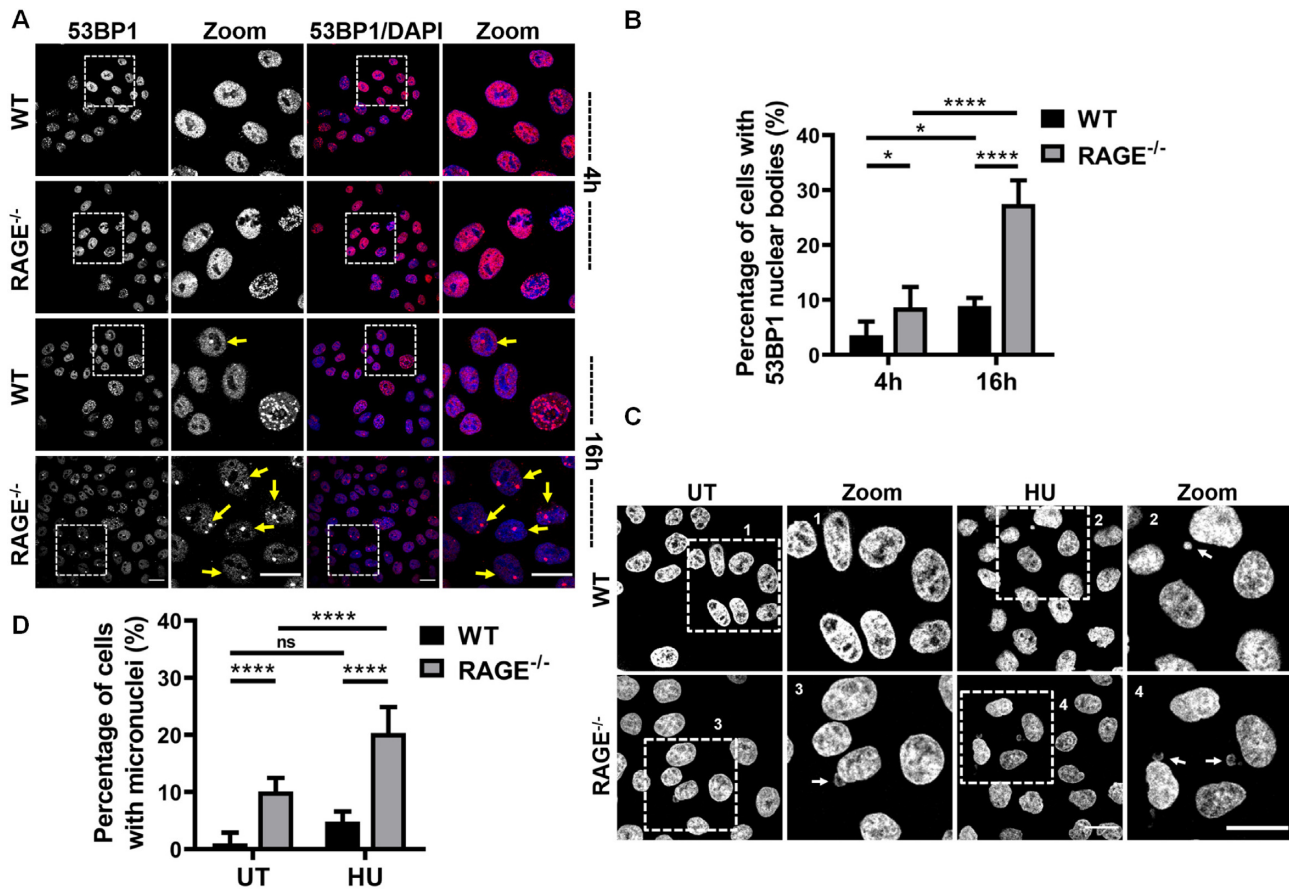 A
53BP1 Zoom 53BP1/DAPI Zoom
WT
RAGE-/-
4h
WT
RAGE-/-
16h
B
Percentage of cells with
53BP1 nuclear bodies (%)
40
30
20
10
0
****
*
*
****
WT
RAGE-/-
4h 16h
C
UT Zoom HU Zoom
WT
1 1 2 2
RAGE-/-
3 3 4 4
D
Percentage of cells
with micronuclei (%)
40
30
20
10
0
****
ns
**** ****
WT
RAGE-/-
UT HU